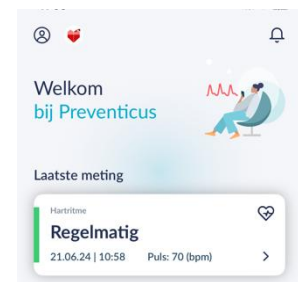 Welkom
bij Preventicus
Laatste meting
Hartritme
Regelmatig
21.06.24 | 10:58 Puls: 70 (bpm)